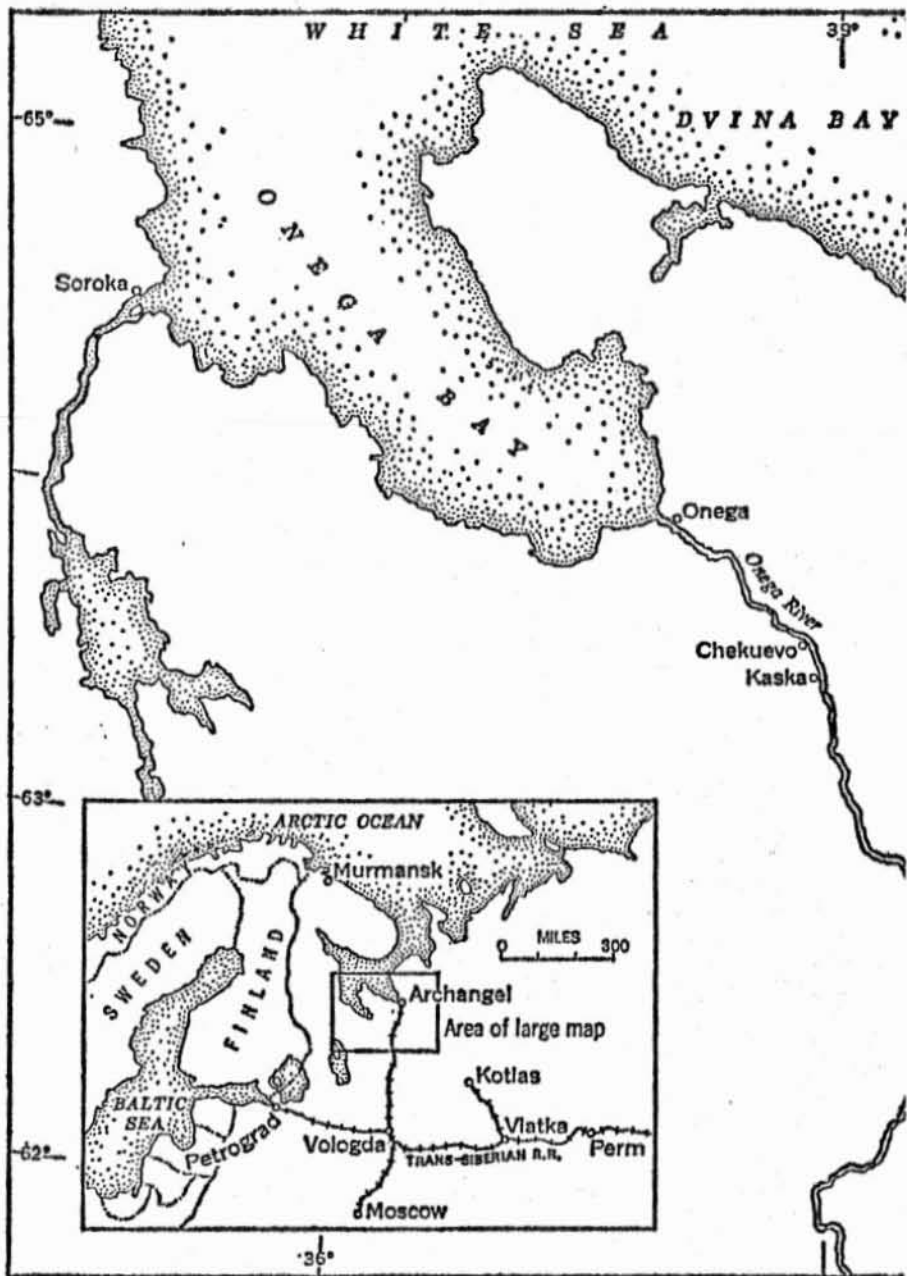 WHITE SEA
39°
65°
DVINA BAY
ONEGA BAY
Soroka
Onega
Onega River
Chekuevo
Kaska
63°
ARCTIC OCEAN
Murmansk
NORWAY
SWEDEN
FINLAND
0 MILES 300
Archangel
Area of large map
Kotlas
BALTIC SEA
Petrograd
Vologda
Viatka
TRANS-SIBERIAN R.R.
Perm
62°
Moscow
36°